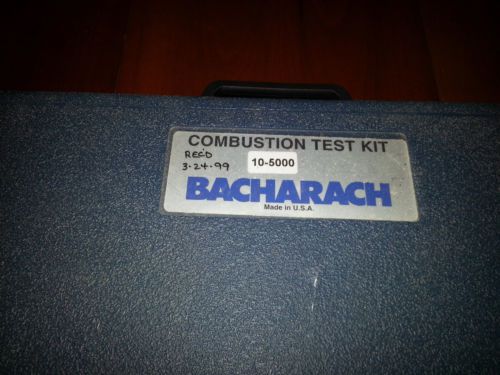 COMBUSTION TEST KIT
REC'D
3-24-99
10-5000
BACHARACH
Made in U.S.A.